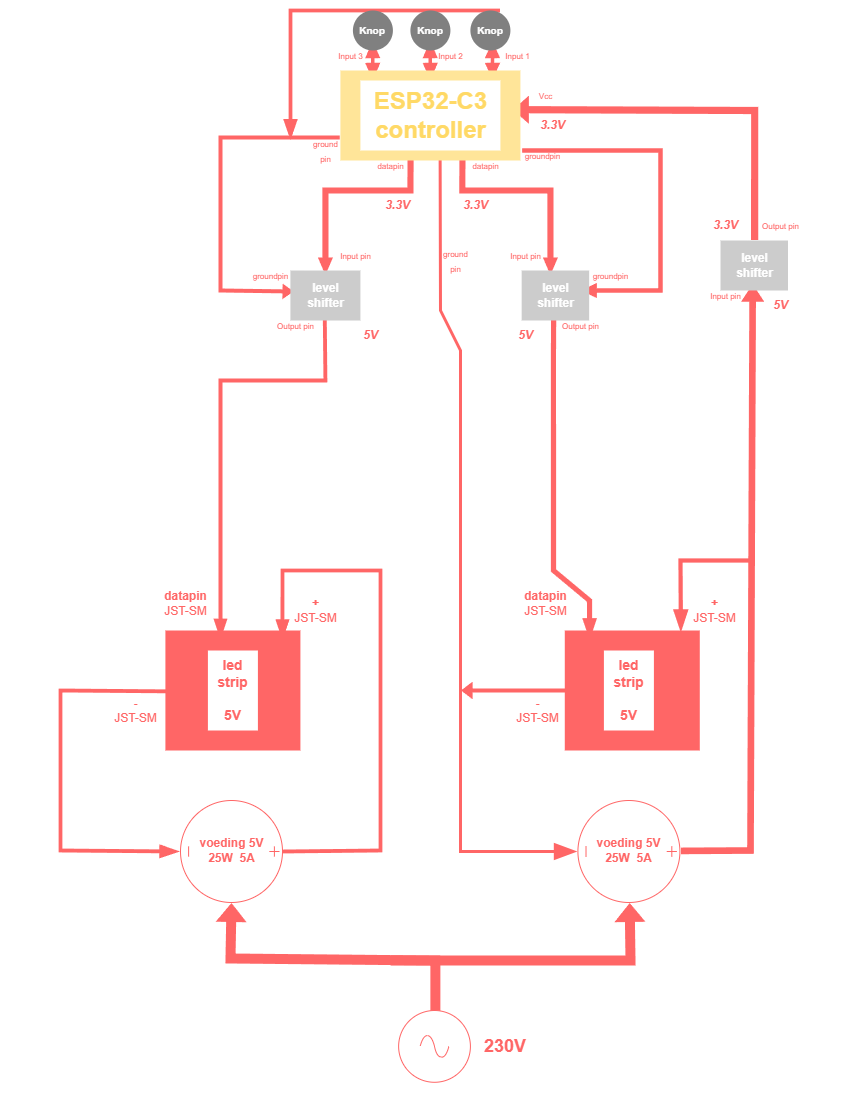 Knop
Knop
Knop
Input 3
Input 2
Input 1
ESP32-C3
controller
Vcc
3.3V
ground
pin
datapin
datapin
groundpin
3.3V
3.3V
3.3V
Output pin
level
shifter
Input pin
5V
ground
pin
Input pin
Input pin
groundpin
level
shifter
level
shifter
groundpin
Output pin
5V
5V
Output pin
datapin
JST-SM
+
JST-SM
datapin
JST-SM
+
JST-SM
led
strip
5V
led
strip
5V
-
JST-SM
-
JST-SM
voeding 5V
25W 5A
| +
voeding 5V
25W 5A
| +
230V